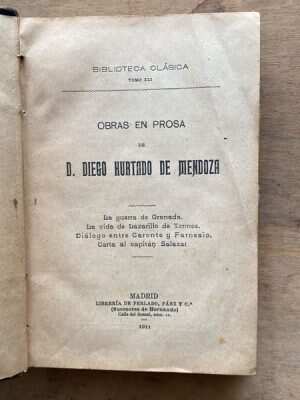 BIBLIOTECA CLÁSICA
TOMO XLI
OBRAS EN PROSA
DE
D. DIEGO HURTADO DE MENDOZA
La guerra de Granada.
La vida de Lazarillo de Tormes.
Diálogo entre Caronte y Farnesio.
Carta al capitán Salazar
MADRID
LIBRERÍA DE PERLADO, PÁEZ Y C.ª
(Sucesores de Hernando)
Calle del Arenal, núm. 11.
1911